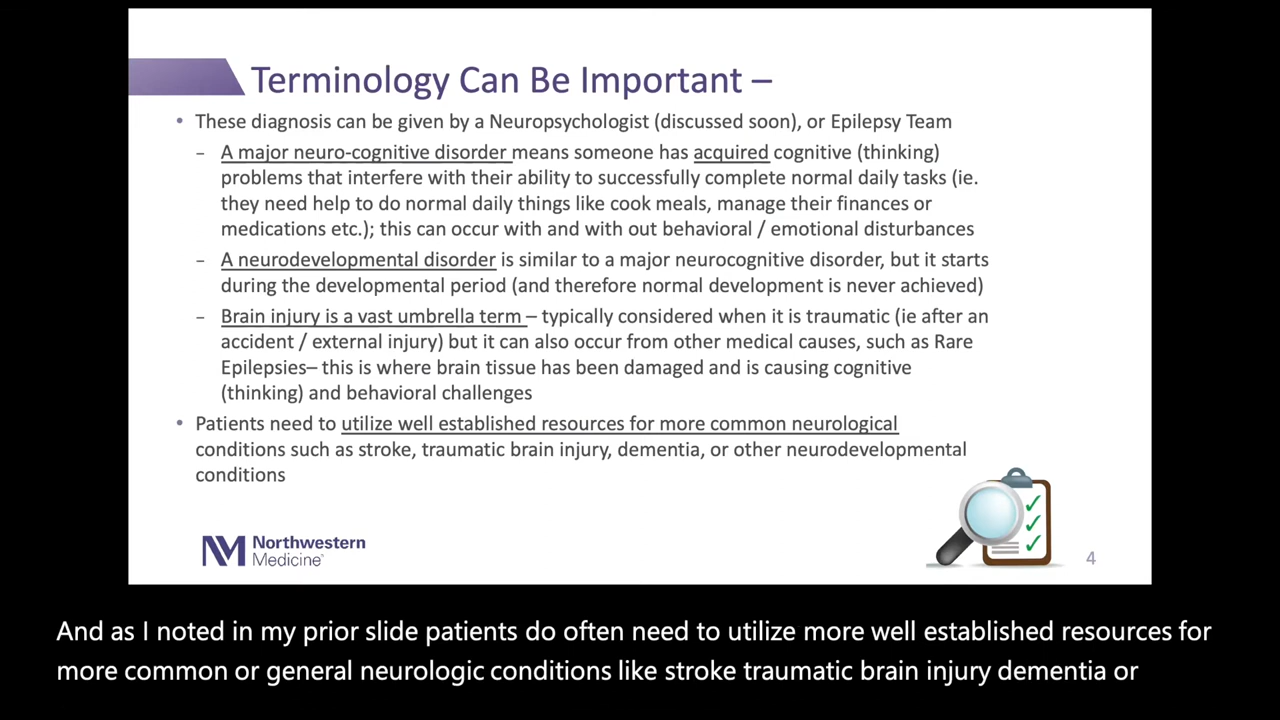 Terminology Can Be Important –
• These diagnosis can be given by a Neuropsychologist (discussed soon), or Epilepsy Team
– A major neuro-cognitive disorder means someone has acquired cognitive (thinking)
problems that interfere with their ability to successfully complete normal daily tasks (ie.
they need help to do normal daily things like cook meals, manage their finances or
medications etc.); this can occur with and with out behavioral / emotional disturbances
– A neurodevelopmental disorder is similar to a major neurocognitive disorder, but it starts
during the developmental period (and therefore normal development is never achieved)
– Brain injury is a vast umbrella term – typically considered when it is traumatic (ie after an
accident / external injury) but it can also occur from other medical causes, such as Rare
Epilepsies– this is where brain tissue has been damaged and is causing cognitive
(thinking) and behavioral challenges
• Patients need to utilize well established resources for more common neurological
conditions such as stroke, traumatic brain injury, dementia, or other neurodevelopmental
conditions
NM Northwestern
Medicine®
4
And as I noted in my prior slide patients do often need to utilize more well established resources for
more common or general neurologic conditions like stroke traumatic brain injury dementia or